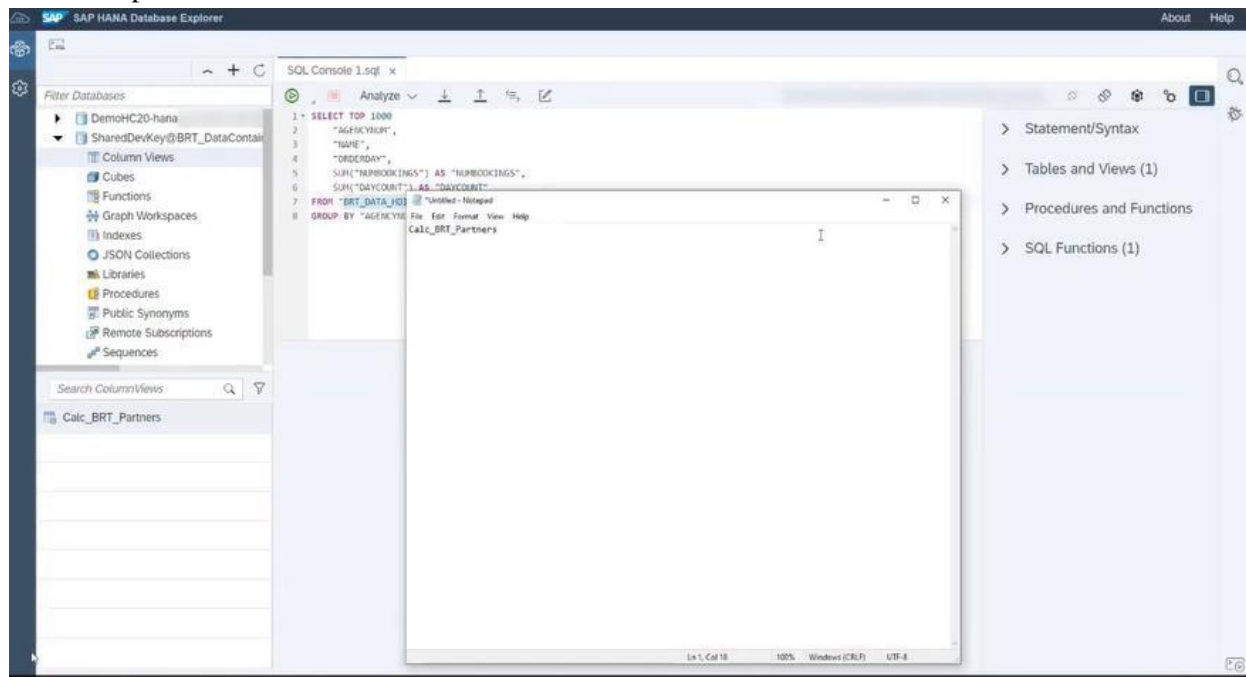 SAP SAP HANA Database Explorer
About Help
SQL Console 1.sql ×
Filter Databases
Analyze
DemoHC20-hana
SharedDevKey@BRT_DataContain
Column Views
Cubes
Functions
Graph Workspaces
Indexes
JSON Collections
Libraries
Procedures
Public Synonyms
Remote Subscriptions
Sequences
Search ColumnViews
Calc_BRT_Partners
1 SELECT TOP 1000
2 "AGENCYNUM",
3 "NAME",
4 "ORDERDAY",
5 SUM("NUMBOOKINGS") AS "NUMBOOKINGS",
6 SUM("DAYCOUNT") AS "DAYCOUNT"
7 FROM "BRT_DATA_HDI
8 GROUP BY "AGENCYNU
*Untitled - Notepad
File Edit Format View Help
Calc_BRT_Partners
Ln 1, Col 18 100% Windows (CRLF) UTF-8
Statement/Syntax
Tables and Views (1)
Procedures and Functions
SQL Functions (1)